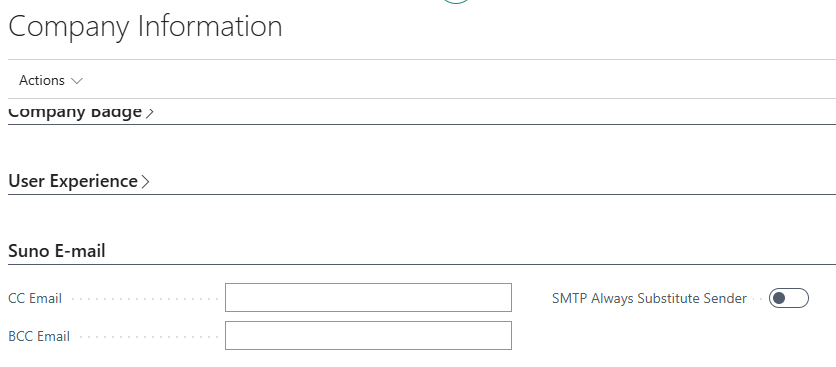 Company Information
Actions
Company Badge
User Experience
Suno E-mail
CC Email
SMTP Always Substitute Sender
BCC Email